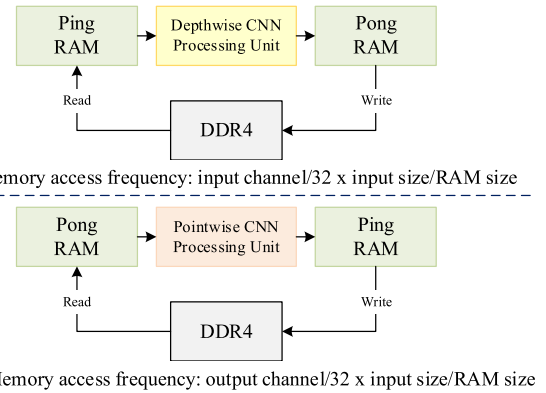 Ping RAM
Depthwise CNN Processing Unit
Pong RAM
Read
Write
DDR4
emory access frequency: input channel/32 x input size/RAM size
Pong RAM
Pointwise CNN Processing Unit
Ping RAM
Read
Write
DDR4
emory access frequency: output channel/32 x input size/RAM size